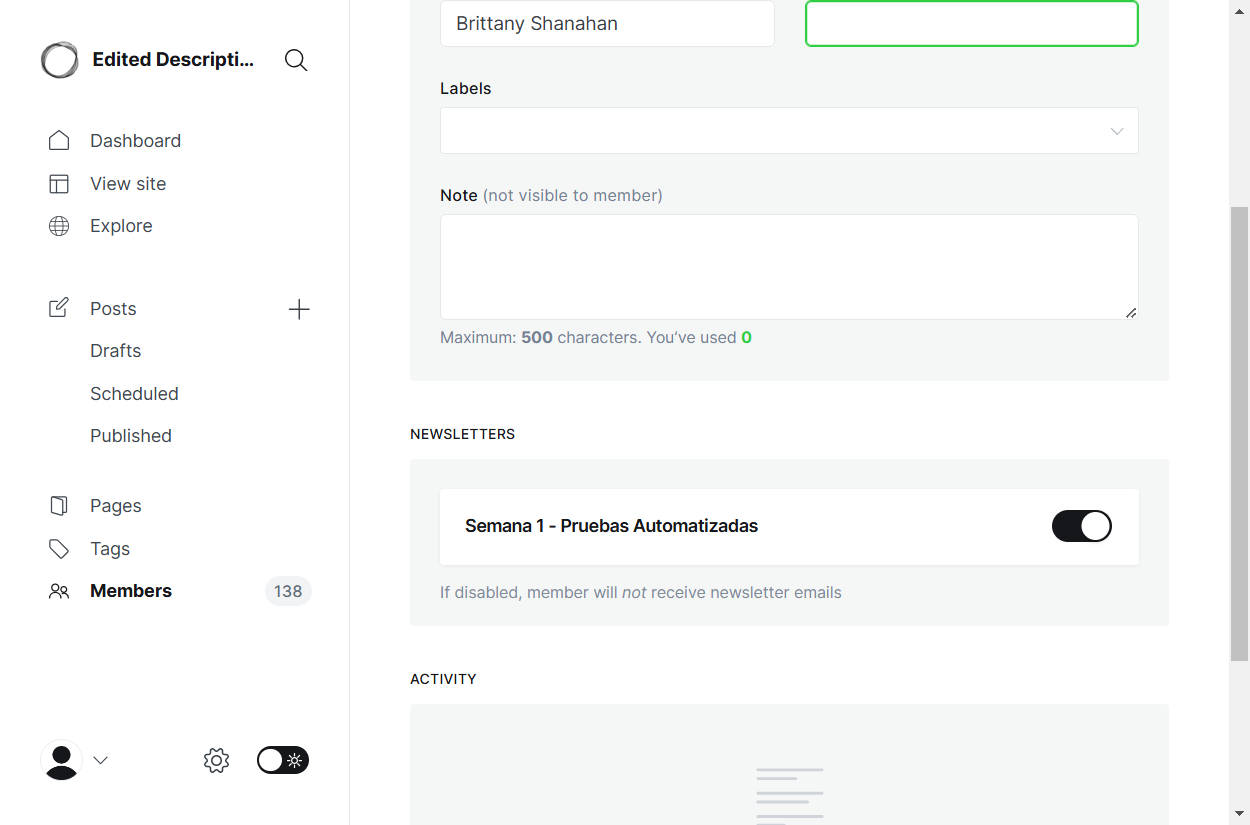 Edited Descripti...
Dashboard
View site
Explore
Posts
Drafts
Scheduled
Published
Pages
Tags
Members 138
Brittany Shanahan
Labels
Note (not visible to member)
Maximum: 500 characters. You’ve used 0
NEWSLETTERS
Semana 1 - Pruebas Automatizadas
If disabled, member will not receive newsletter emails
ACTIVITY